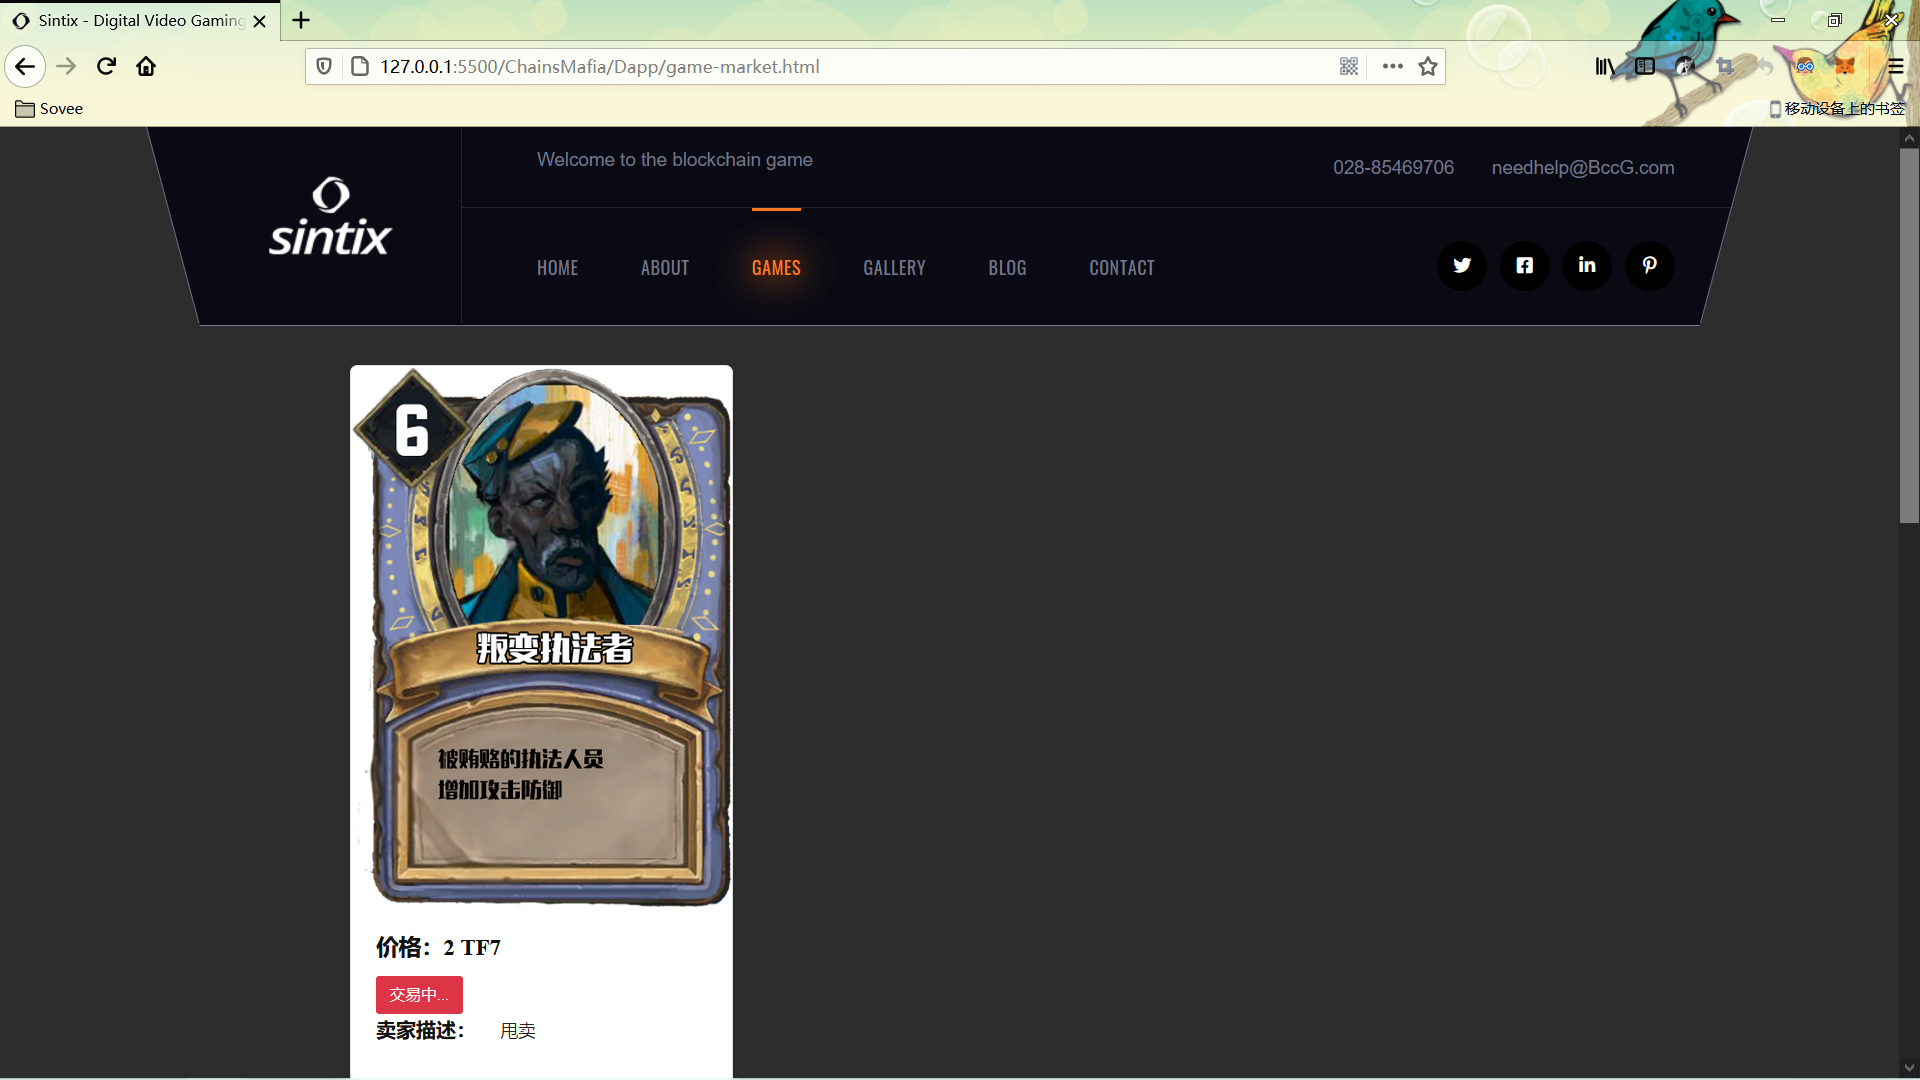 Sintix - Digital Video Gaming
127.0.0.1:5500/ChainsMafia/Dapp/game-market.html
Sovee
移动设备上的书签
sintix
Welcome to the blockchain game
028-85469706
needhelp@BccG.com
HOME
ABOUT
GAMES
GALLERY
BLOG
CONTACT
6
叛变执法者
被贿赂的执法人员
增加攻击防御
价格：2 TF7
交易中...
卖家描述： 甩卖